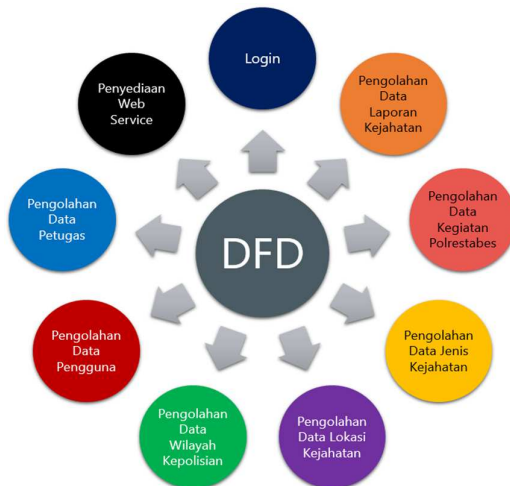 Login
Pengolahan
Data
Laporan
Kejahatan
Pengolahan
Data
Kegiatan
Polrestabes
Pengolahan
Data Jenis
Kejahatan
Pengolahan
Data Lokasi
Kejahatan
Pengolahan
Data
Wilayah
Kepolisian
Pengolahan
Data
Pengguna
Pengolahan
Data
Petugas
Penyediaan
Web
Service
DFD